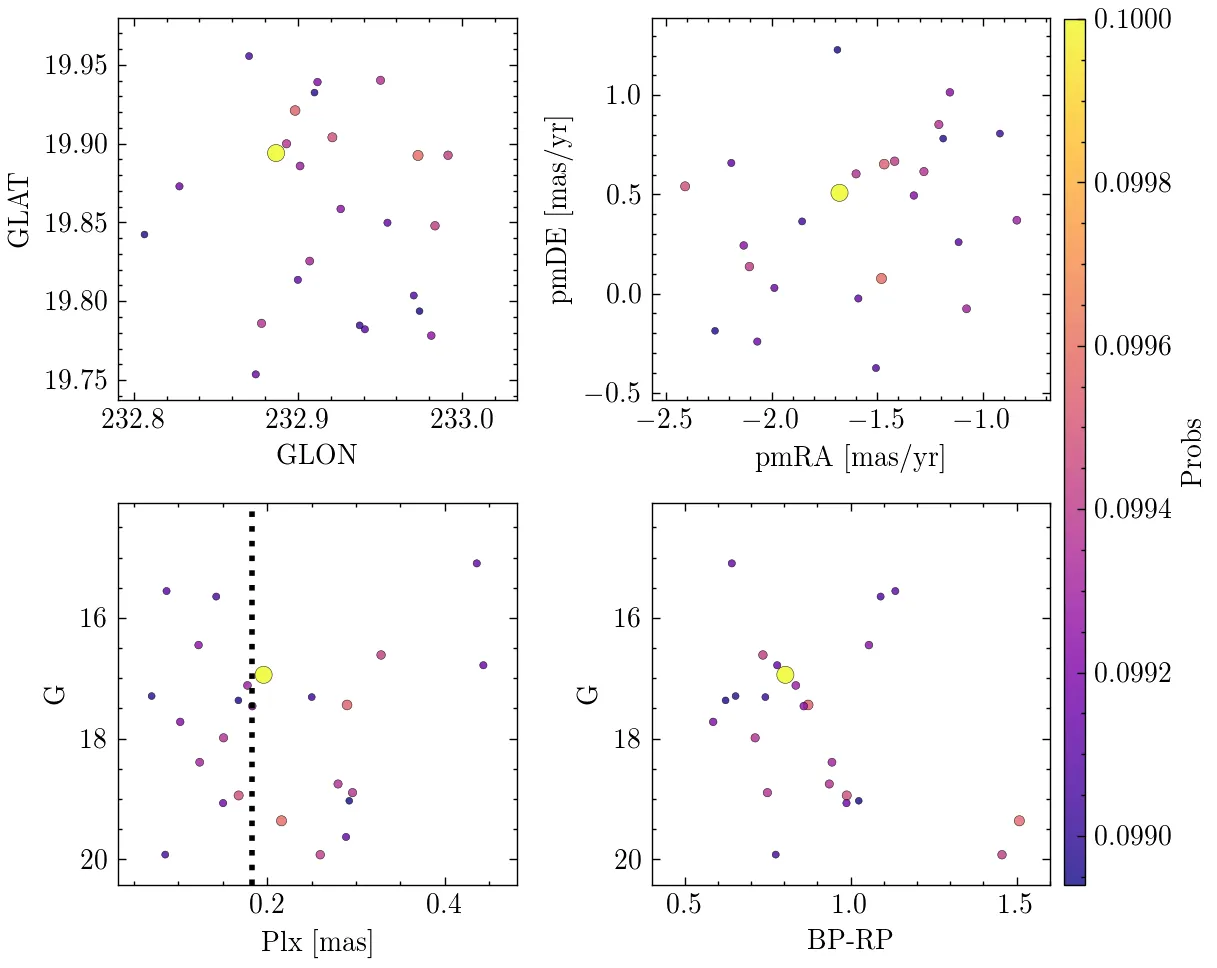 19.95
19.90
19.85
19.80
19.75
GLAT
232.8 232.9 233.0
GLON
1.0
0.5
0.0
−0.5
pmDE [mas/yr]
−2.5 −2.0 −1.5 −1.0
pmRA [mas/yr]
16
18
20
G
0.2 0.4
Plx [mas]
16
18
20
G
0.5 1.0 1.5
BP-RP
0.1000
0.0998
0.0996
0.0994
0.0992
0.0990
Probs